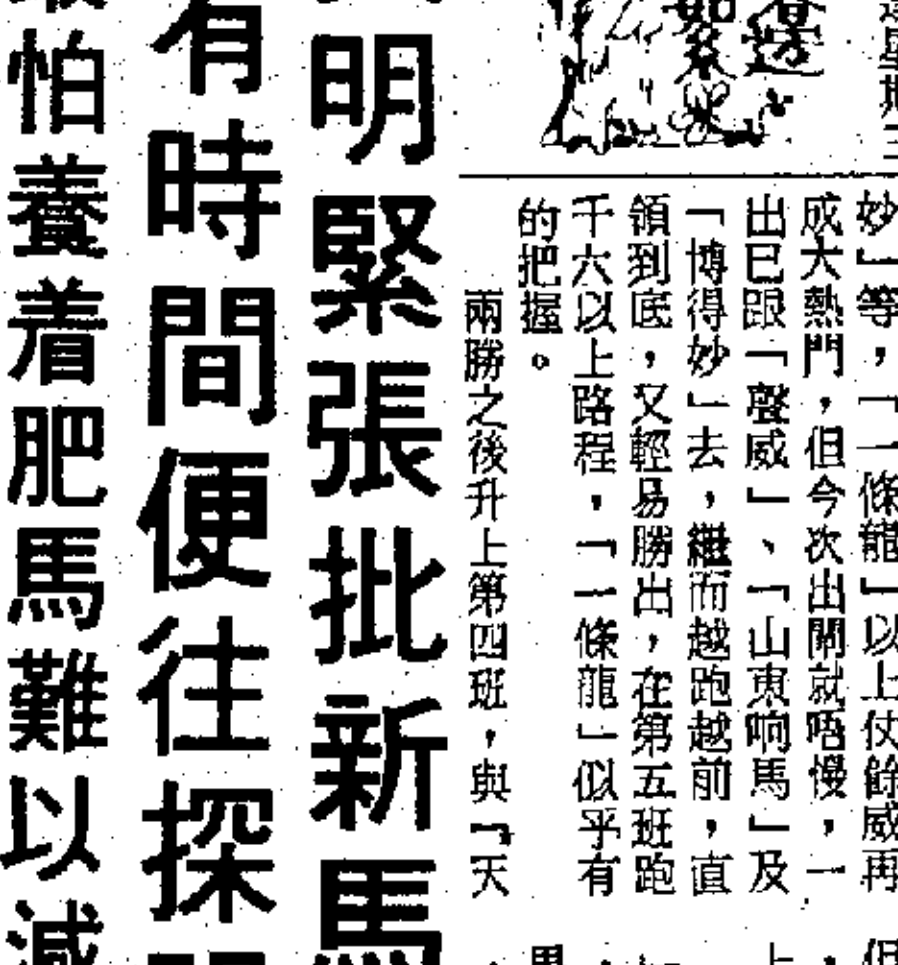 妙」等，「一條龍」以上仗餘威再
成大熱門，但今次出閘就唔慢，一
出已跟「聲威」、「山東响馬」及
「博得妙」去，繼而越跑越前，直
領到底，又輕易勝出，在第五班跑
千六以上路程，「一條龍」似乎有
的把握。
兩勝之後升上第四班，與「天
明緊張批新馬
有時間便往探
怕養着肥馬難以減